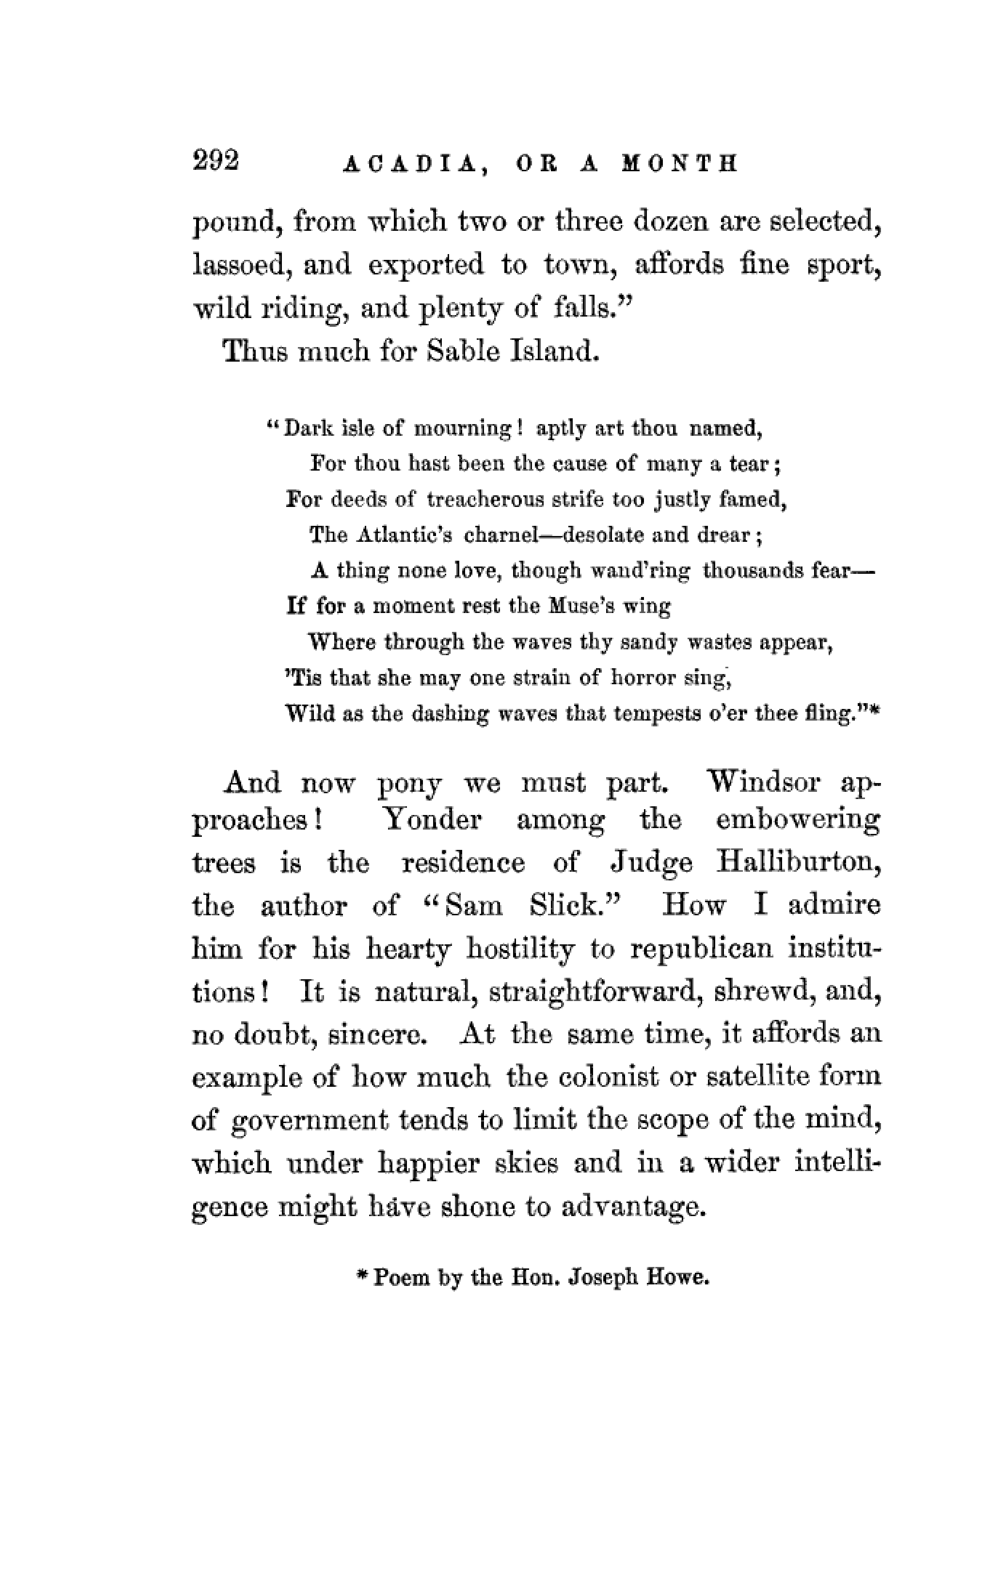 292 ACADIA, OR A MONTH
pound, from which two or three dozen are selected,
lassoed, and exported to town, affords fine sport,
wild riding, and plenty of falls.”
Thus much for Sable Island.
“Dark isle of mourning! aptly art thou named,
For thou hast been the cause of many a tear;
For deeds of treacherous strife too justly famed,
The Atlantic’s charnel—desolate and drear;
A thing none love, though wand’ring thousands fear—
If for a moment rest the Muse’s wing
Where through the waves thy sandy wastes appear,
’Tis that she may one strain of horror sing,
Wild as the dashing waves that tempests o’er thee fling.”*
And now pony we must part. Windsor ap-
proaches! Yonder among the embowering
trees is the residence of Judge Halliburton,
the author of “Sam Slick.” How I admire
him for his hearty hostility to republican institu-
tions! It is natural, straightforward, shrewd, and,
no doubt, sincere. At the same time, it affords an
example of how much the colonist or satellite form
of government tends to limit the scope of the mind,
which under happier skies and in a wider intelli-
gence might have shone to advantage.
* Poem by the Hon. Joseph Howe.